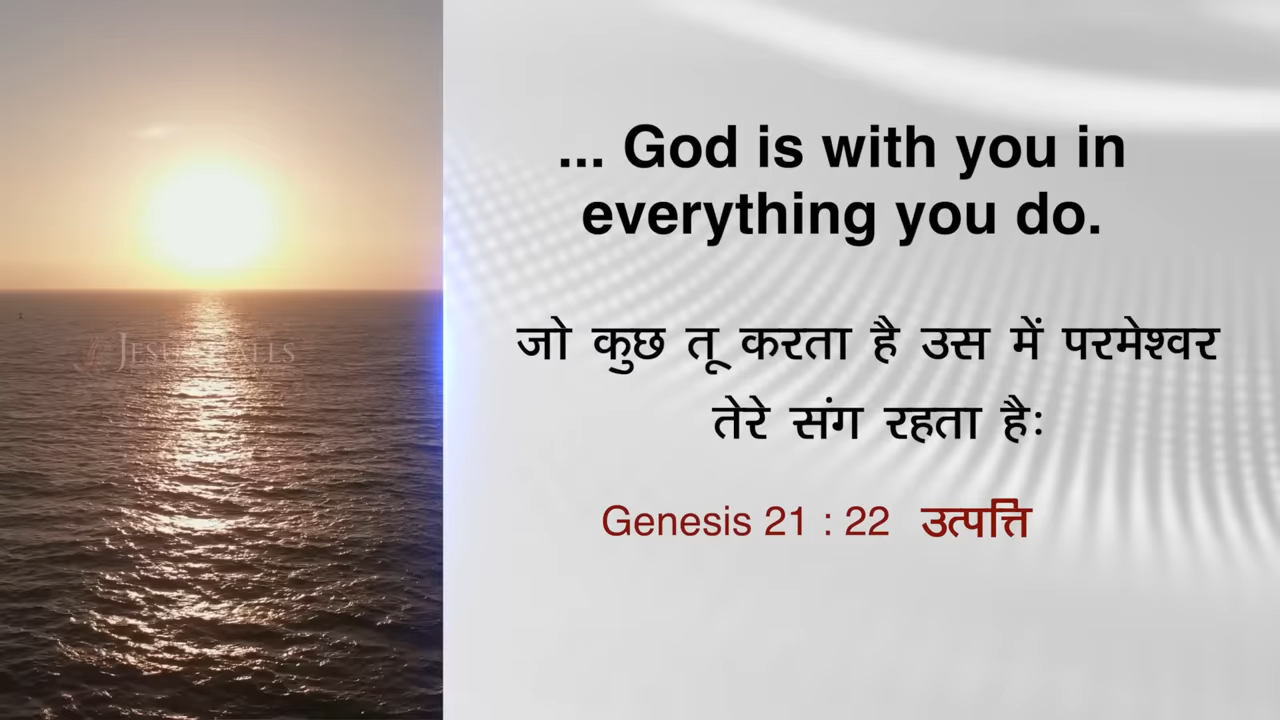 ... God is with you in
everything you do.
जो कुछ तू करता है उस में परमेश्वर
तेरे संग रहता है:
Genesis 21 : 22 उत्पत्ति